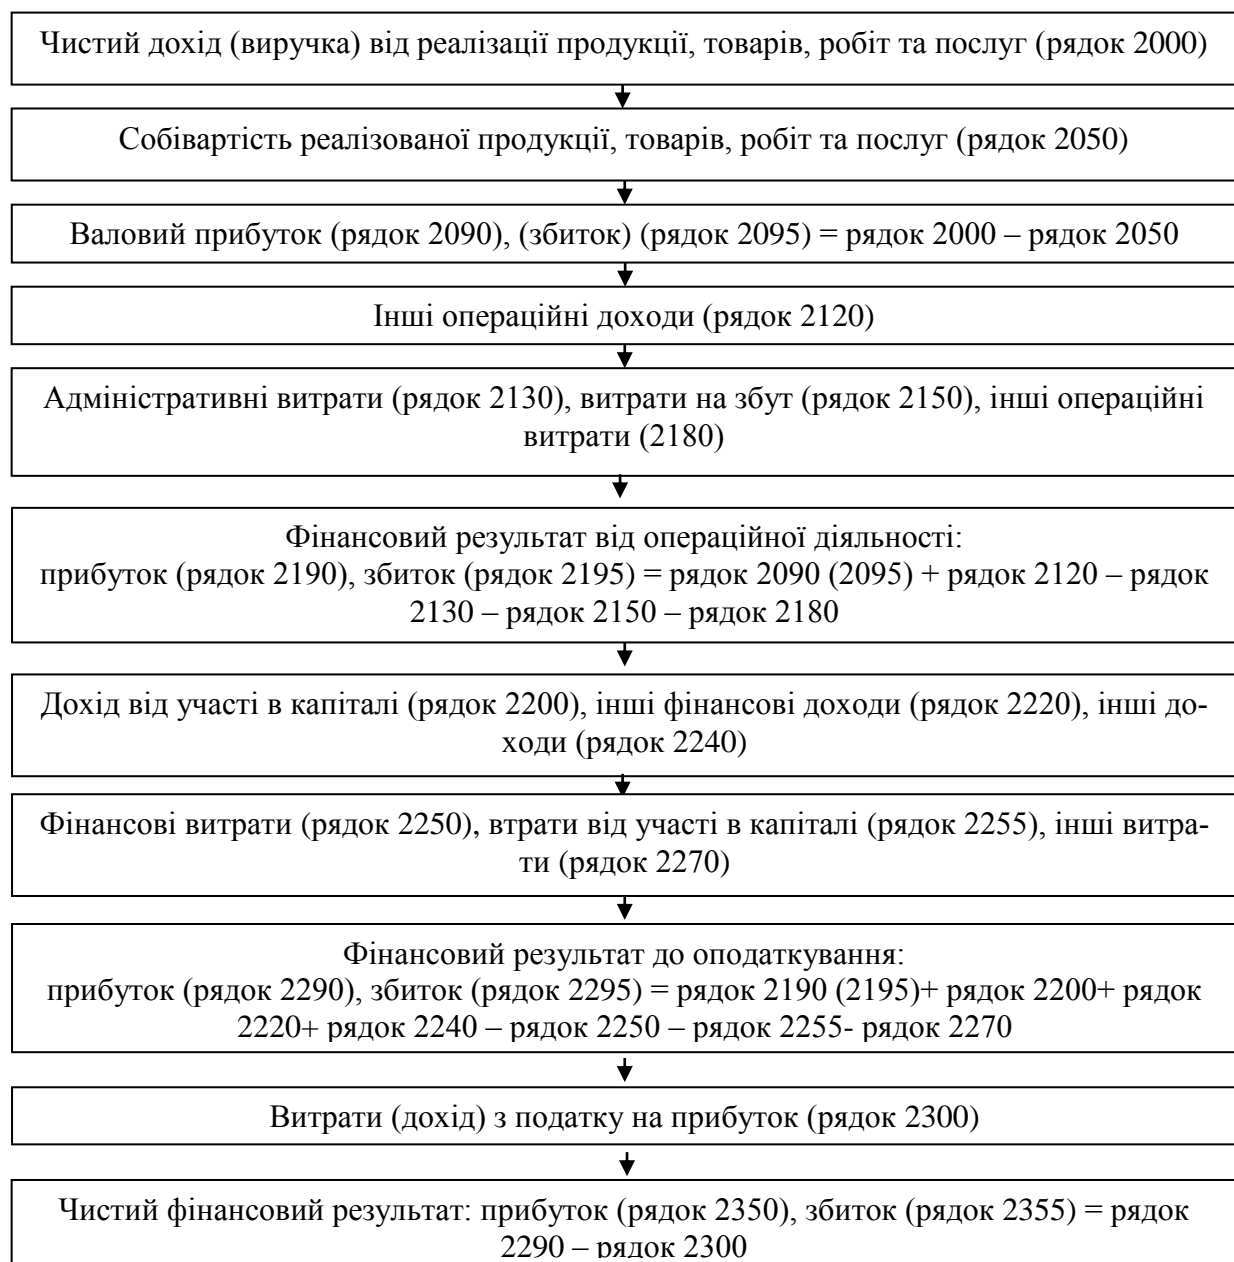 Чистий дохід (виручка) від реалізації продукції, товарів, робіт та послуг (рядок 2000)
Собівартість реалізованої продукції, товарів, робіт та послуг (рядок 2050)
Валовий прибуток (рядок 2090), (збиток) (рядок 2095) = рядок 2000 – рядок 2050
Інші операційні доходи (рядок 2120)
Адміністративні витрати (рядок 2130), витрати на збут (рядок 2150), інші операційні
витрати (2180)
Фінансовий результат від операційної діяльності:
прибуток (рядок 2190), збиток (рядок 2195) = рядок 2090 (2095) + рядок 2120 – рядок
2130 – рядок 2150 – рядок 2180
Дохід від участі в капіталі (рядок 2200), інші фінансові доходи (рядок 2220), інші до-
ходи (рядок 2240)
Фінансові витрати (рядок 2250), втрати від участі в капіталі (рядок 2255), інші витра-
ти (рядок 2270)
Фінансовий результат до оподаткування:
прибуток (рядок 2290), збиток (рядок 2295) = рядок 2190 (2195)+ рядок 2200+ рядок
2220+ рядок 2240 – рядок 2250 – рядок 2255- рядок 2270
Витрати (дохід) з податку на прибуток (рядок 2300)
Чистий фінансовий результат: прибуток (рядок 2350), збиток (рядок 2355) = рядок
2290 – рядок 2300